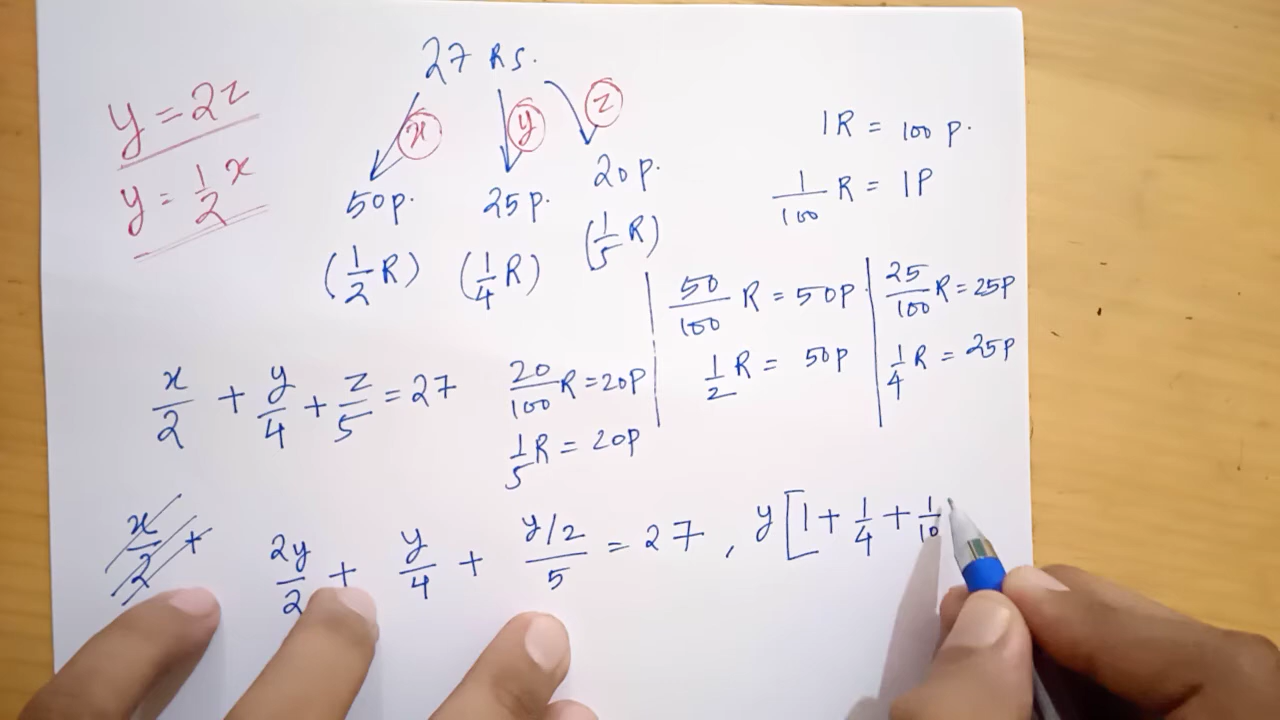 27 Rs.
y = 2z
y = 1/2 x
x y z
50p. 25p. 20p.
(1/2 R) (1/4 R) (1/5 R)
1R = 100 p.
1/100 R = 1P
50/100 R = 50P
1/2 R = 50p
25/100 R = 25P
1/4 R = 25p
x/2 + y/4 + z/5 = 27
20/100 R = 20P
1/5 R = 20p
x/2 +
2y/2 + y/4 + y/2/5 = 27 , y[1 + 1/4 + 1/10